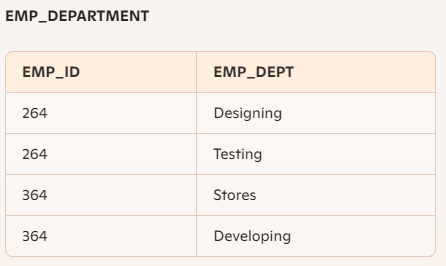 EMP_DEPARTMENT
EMP_ID EMP_DEPT
264 Designing
264 Testing
364 Stores
364 Developing